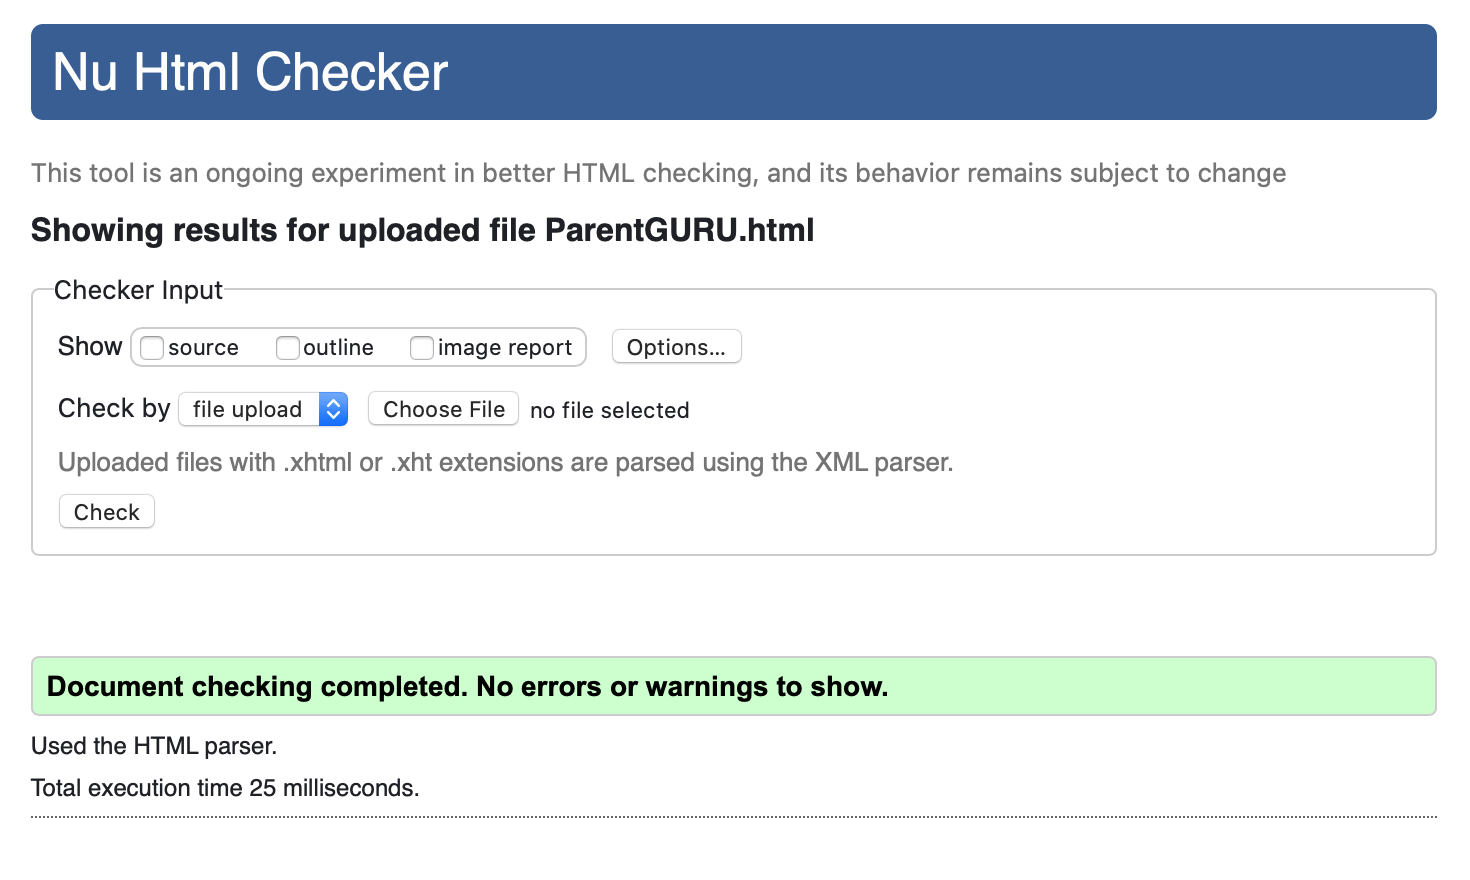 Nu Html Checker
This tool is an ongoing experiment in better HTML checking, and its behavior remains subject to change
Showing results for uploaded file ParentGURU.html
Checker Input
Show source outline image report Options...
Check by file upload Choose File no file selected
Uploaded files with .xhtml or .xht extensions are parsed using the XML parser.
Check
Document checking completed. No errors or warnings to show.
Used the HTML parser.
Total execution time 25 milliseconds.